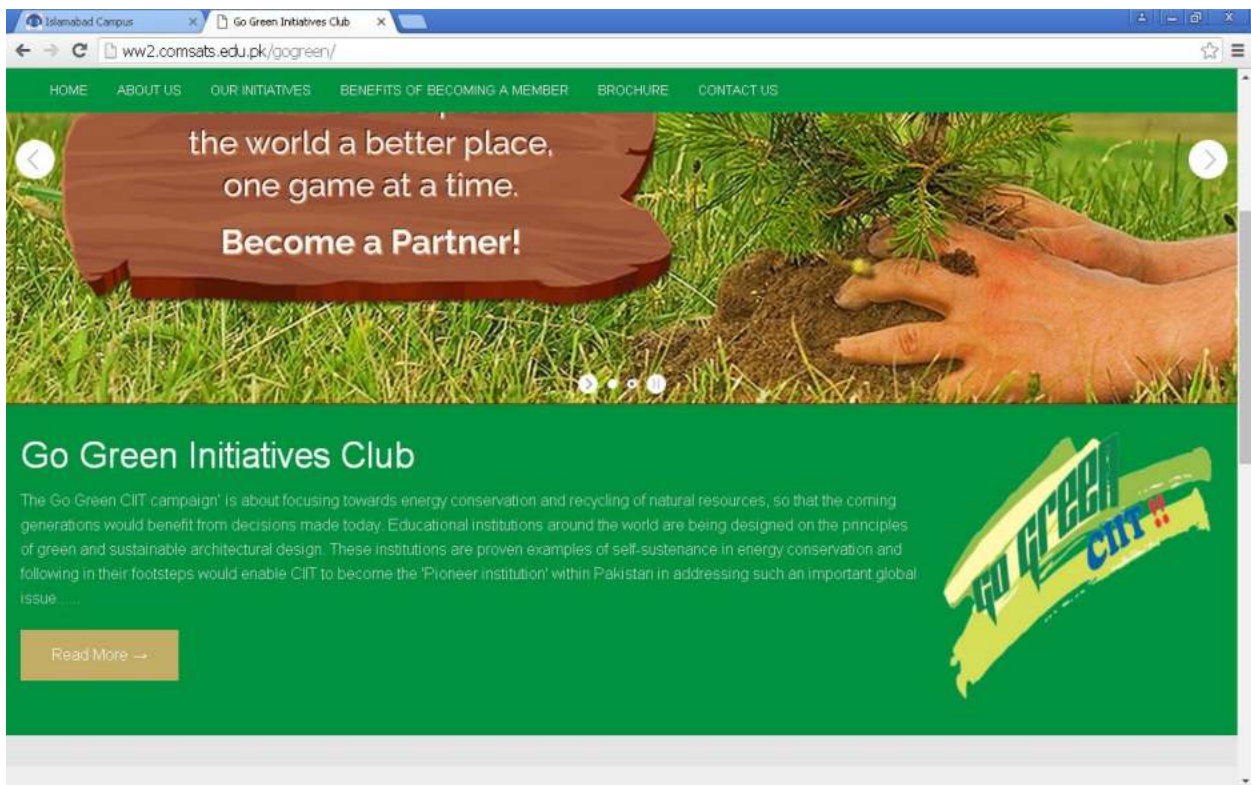 Islamabad Campus
Go Green Initiatives Club
ww2.comsats.edu.pk/gogreen/
HOME ABOUT US OUR INITIATIVES BENEFITS OF BECOMING A MEMBER BROCHURE CONTACT US
the world a better place,
one game at a time.
Become a Partner!
Go Green Initiatives Club
The Go Green CIIT campaign' is about focusing towards energy conservation and recycling of natural resources, so that the coming
generations would benefit from decisions made today. Educational institutions around the world are being designed on the principles
of green and sustainable architectural design. These institutions are proven examples of self-sustenance in energy conservation and
following in their footsteps would enable CIIT to become the 'Pioneer institution' within Pakistan in addressing such an important global
issue......
Read More →
GO GREEN
CIIT !!